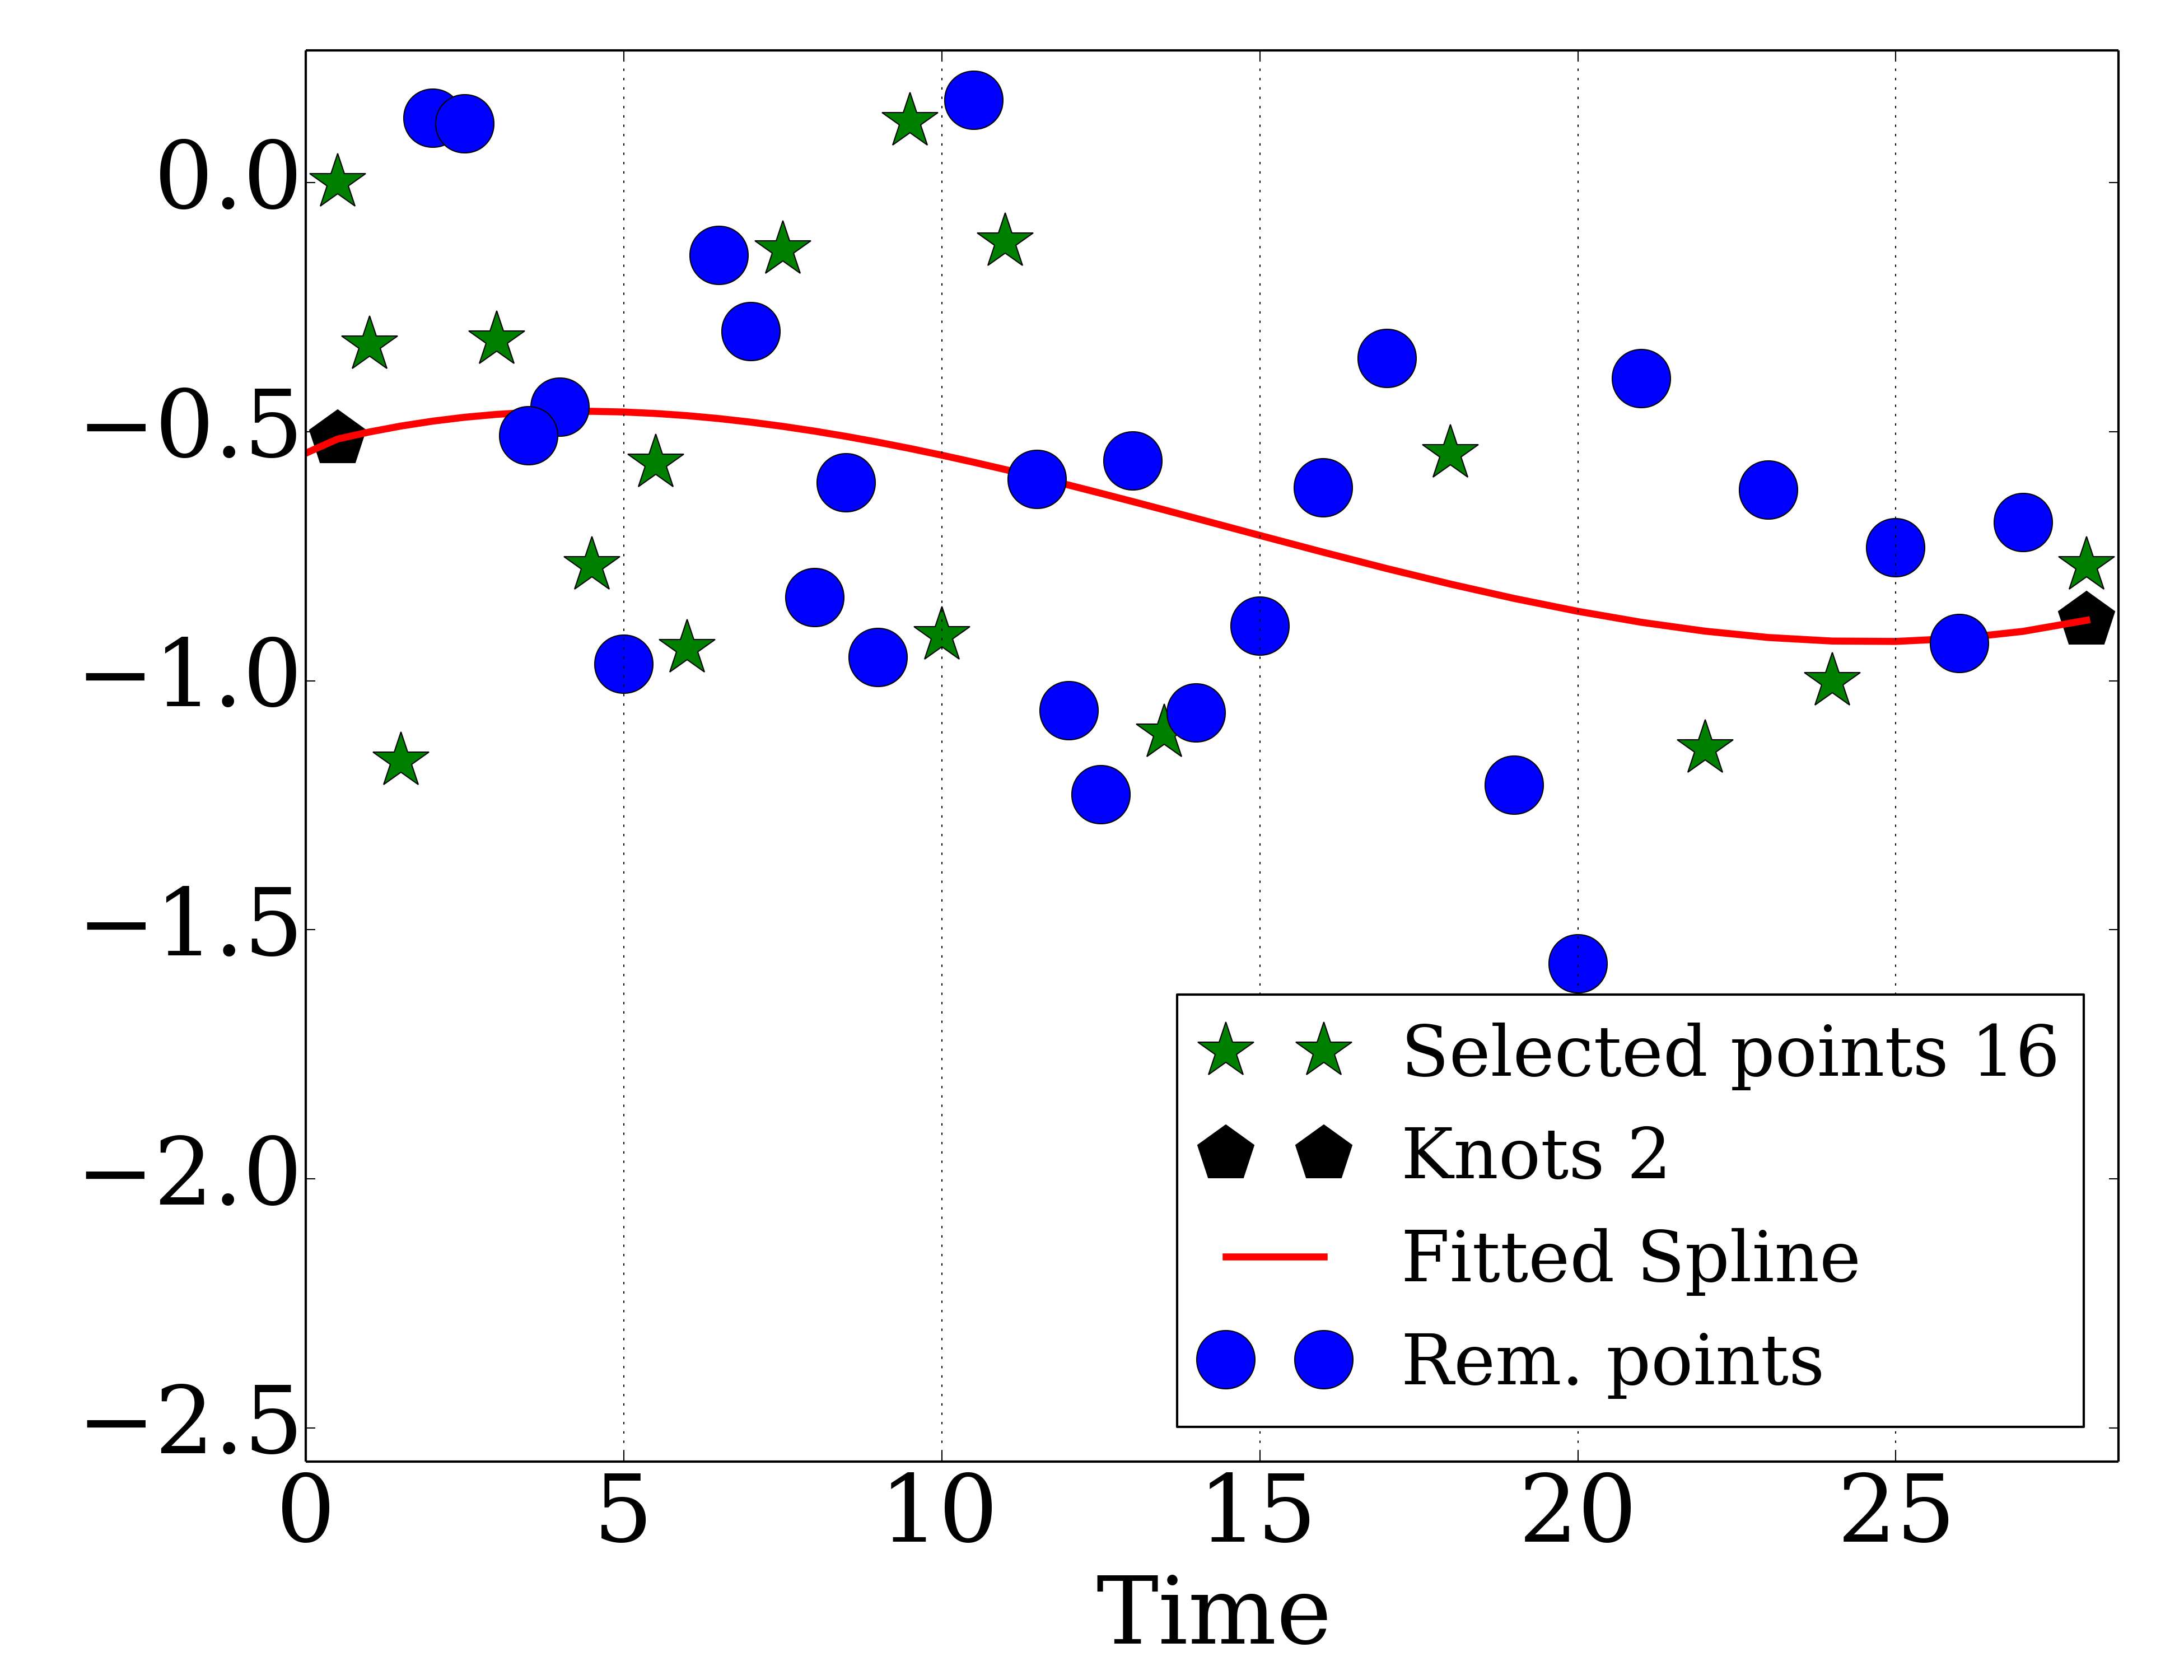 0.0
−0.5
−1.0
−1.5
−2.0
−2.5
0 5 10 15 20 25
Time
Selected points 16
Knots 2
Fitted Spline
Rem. points